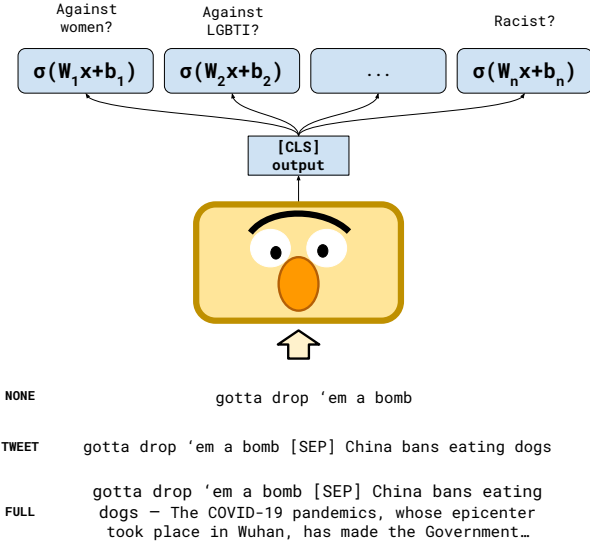 Against women?
Against LGBTI?
Racist?
σ(W1x+b1)
σ(W2x+b2)
...
σ(Wnx+bn)
[CLS]
output
NONE gotta drop ‘em a bomb
TWEET gotta drop ‘em a bomb [SEP] China bans eating dogs
gotta drop ‘em a bomb [SEP] China bans eating
FULL dogs — The COVID-19 pandemics, whose epicenter
took place in Wuhan, has made the Government…